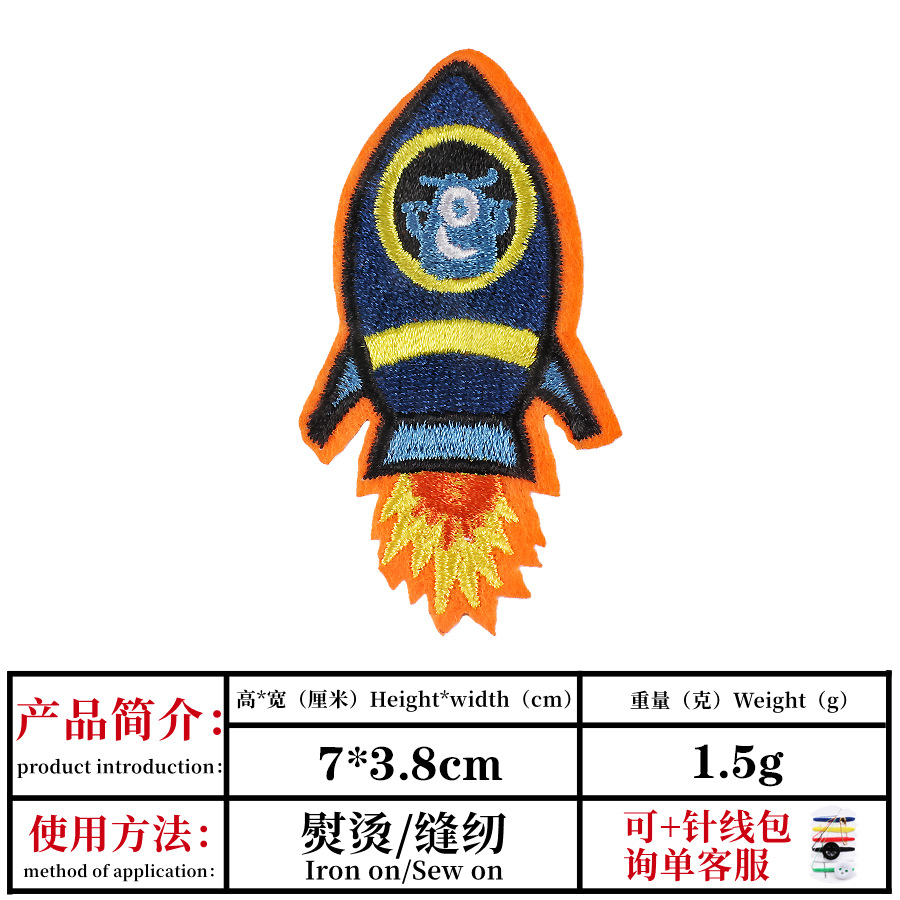 产品简介：
product introduction：
高*宽（厘米）Height*width（cm）
重量（克）Weight（g）
7*3.8cm
1.5g
使用方法：
method of application：
熨烫/缝纫
Iron on/Sew on
可+针线包
询单客服